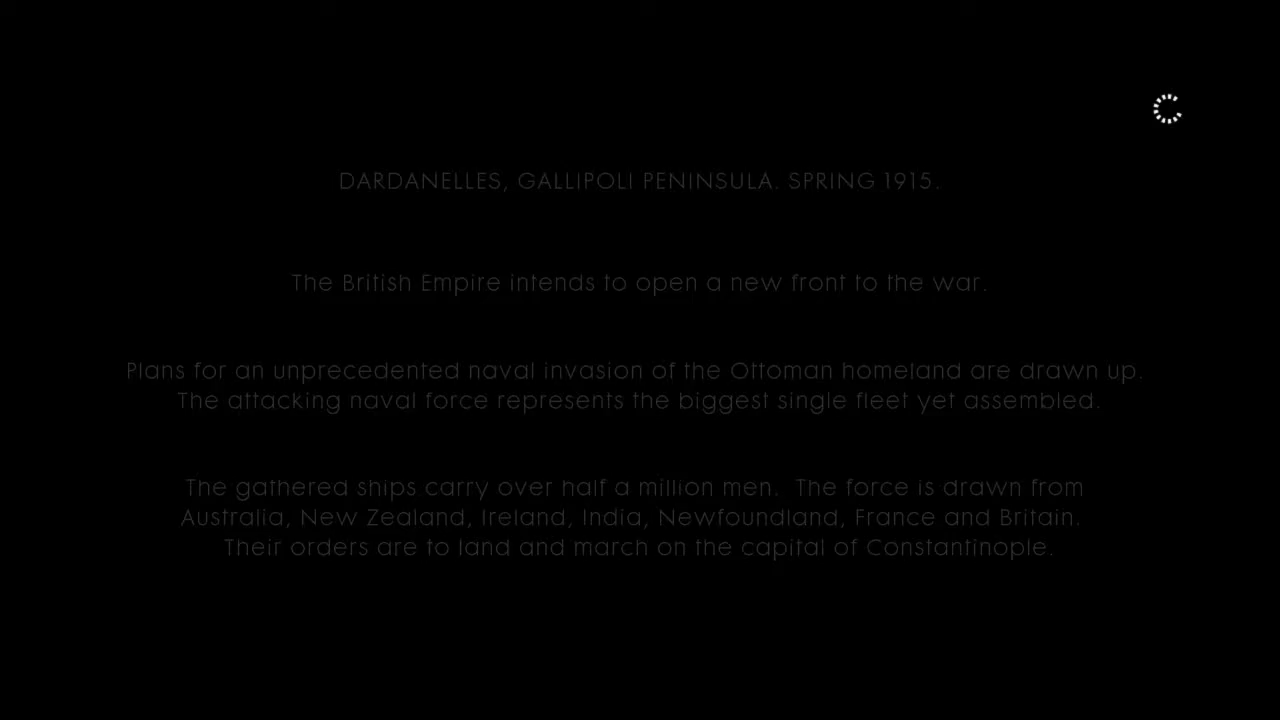 DARDANELLES, GALLIPOLI PENINSULA. SPRING 1915.
The British Empire intends to open a new front to the war.
Plans for an unprecedented naval invasion of the Ottoman homeland are drawn up.
The attacking naval force represents the biggest single fleet yet assembled.
The gathered ships carry over half a million men.  The force is drawn from
Australia, New Zealand, Ireland, India, Newfoundland, France and Britain.
Their orders are to land and march on the capital of Constantinople.